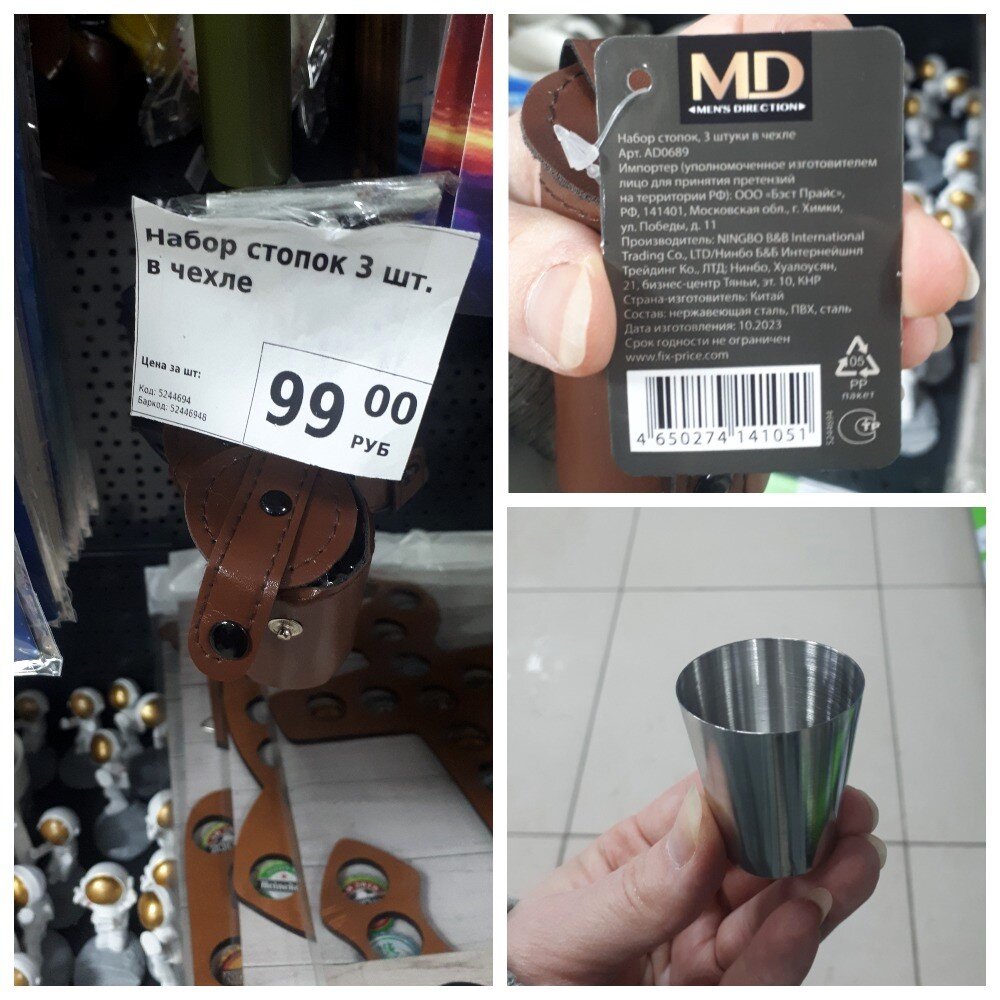 Набор стопок 3 шт.
в чехле
Цена за шт:
Код: 5244694
Баркод: 52446948
99 00
РУБ
MD
MEN'S DIRECTION
Набор стопок, 3 штуки в чехле
Арт. AD0689
Импортер (уполномоченное изготовителем
лицо для принятия претензий
на территории РФ): ООО «Бэст Прайс»,
РФ, 141401, Московская обл., г. Химки,
ул. Победы, д. 11
Производитель: NINGBO B&B International
Trading Co., LTD/Нинбо Б&Б Интернейшнл
Трейдинг Ко., ЛТД; Нинбо, Хуалоусян,
21, бизнес-центр Тяньи, эт. 10, КНР
Страна-изготовитель: Китай
Состав: нержавеющая сталь, ПВХ, сталь
Дата изготовления: 10.2023
Срок годности не ограничен
www.fix-price.com
4 650274 141051
5244694
05
PP
пакет